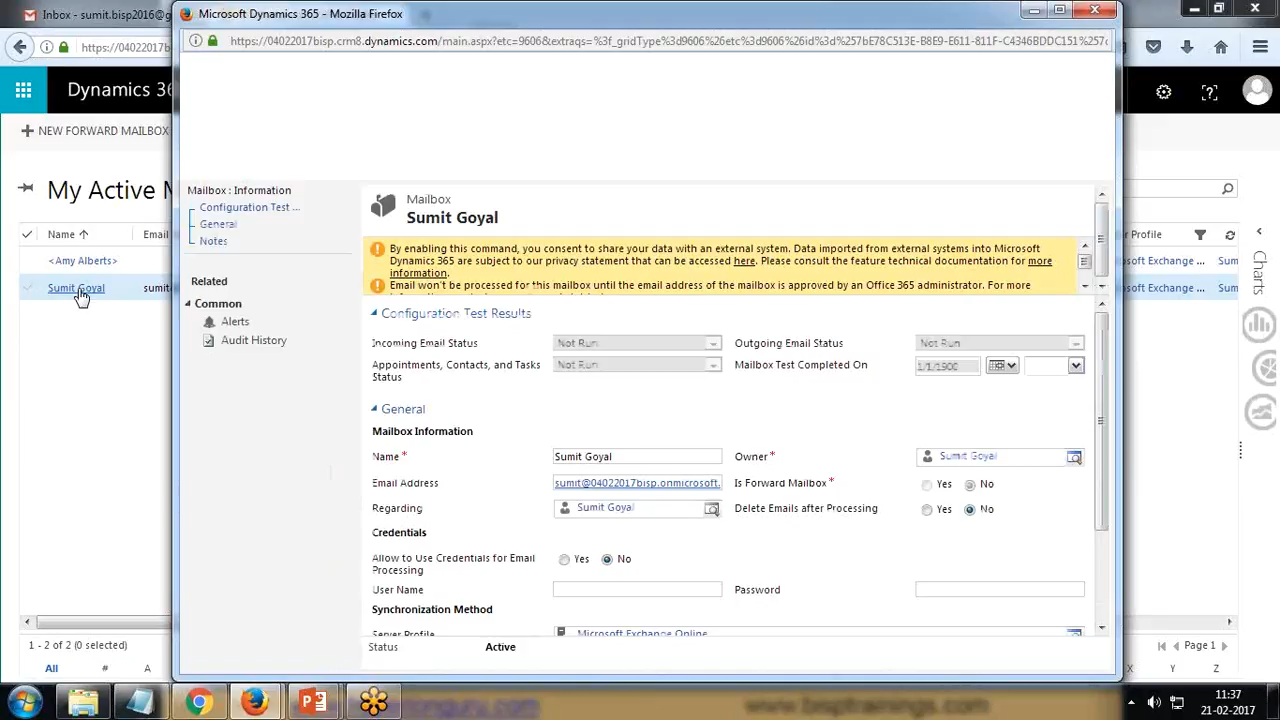 Inbox - sumit.bisp2016@g
Microsoft Dynamics 365 - Mozilla Firefox
https://04022017
https://04022017bisp.crm8.dynamics.com/main.aspx?etc=9606&extraqs=%3f_gridType%3d9606%26etc%3d9606%26id%3d%257bE78C513E-B8E9-E611-811F-C4346BDDC151%257
Dynamics 36
NEW FORWARD MAILBOX
My Active M
Name
Email
r Profile
<Amy Alberts>
osoft Exchange ...
Sum
Sumit Goyal
sumit
osoft Exchange ...
Sum
Charts
Mailbox : Information
Configuration Test ...
General
Notes
Related
Common
Alerts
Audit History
Mailbox
Sumit Goyal
By enabling this command, you consent to share your data with an external system. Data imported from external systems into Microsoft
Dynamics 365 are subject to our privacy statement that can be accessed here. Please consult the feature technical documentation for more
information.
Email won't be processed for this mailbox until the email address of the mailbox is approved by an Office 365 administrator. For more
Configuration Test Results
Incoming Email Status
Not Run
Outgoing Email Status
Not Run
Appointments, Contacts, and Tasks
Status
Not Run
Mailbox Test Completed On
1/1/1900
General
Mailbox Information
Name*
Sumit Goyal
Owner*
Sumit Goyal
Email Address
sumit@04022017bisp.onmicrosoft.
Is Forward Mailbox*
Yes
No
Regarding
Sumit Goyal
Delete Emails after Processing
Yes
No
Credentials
Allow to Use Credentials for Email
Processing
Yes
No
User Name
Password
Synchronization Method
Server Profile
Microsoft Exchange Online
Status
Active
1 - 2 of 2 (0 selected)
Page 1
All
#
A
X
Y
Z
www.bisptrainings.com
11:37
21-02-2017